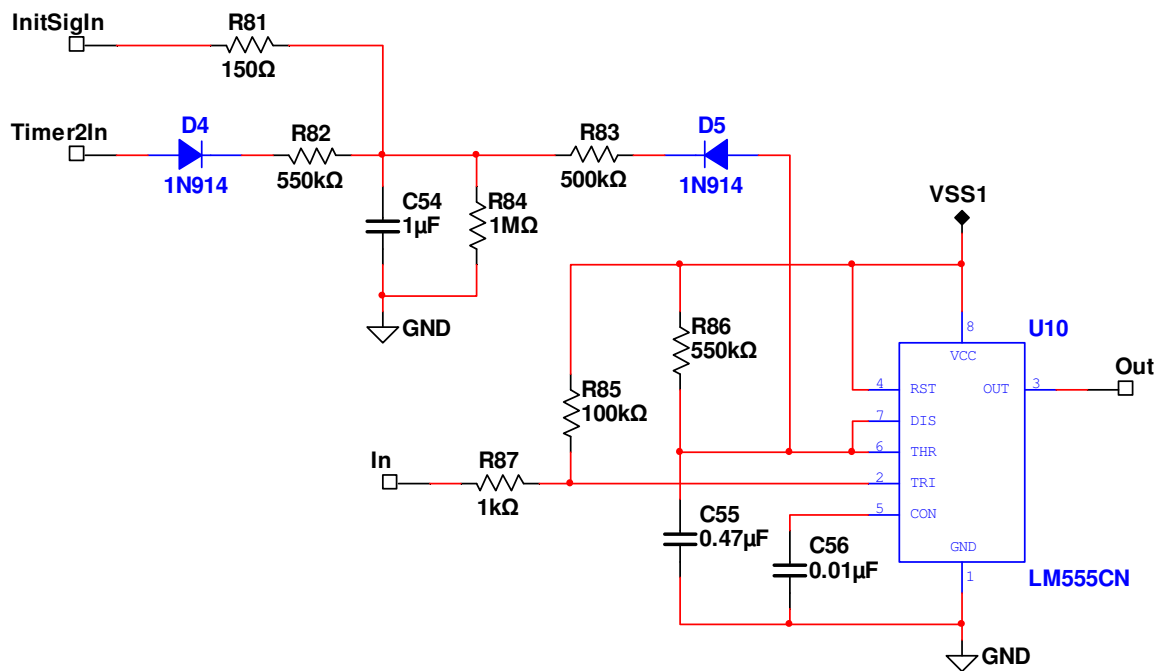 InitSigIn
R81
150Ω
Timer2In
D4
1N914
R82
550kΩ
R83
500kΩ
D5
1N914
C54
1µF
R84
1MΩ
GND
VSS1
R86
550kΩ
R85
100kΩ
In
R87
1kΩ
C55
0.47µF
C56
0.01µF
U10
8
VCC
4
RST
OUT
3
Out
7
DIS
6
THR
2
TRI
5
CON
GND
1
LM555CN
GND